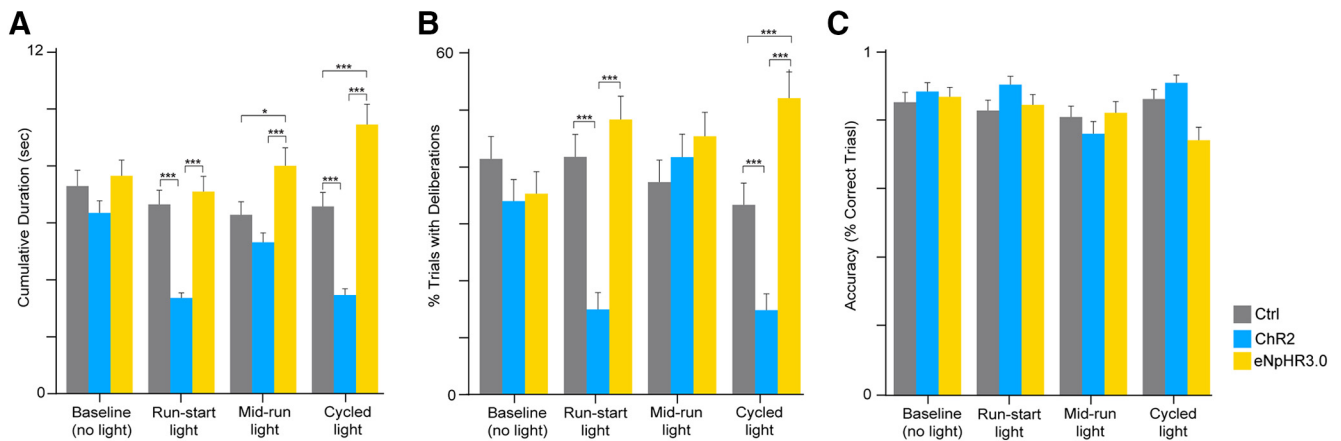 A
12
Cumulative Duration (sec)
0
***
***
*
***
***
***
***
Baseline
(no light)
Run-start
light
Mid-run
light
Cycled
light
B
60
% Trials with Deliberations
0
***
***
***
***
***
Baseline
(no light)
Run-start
light
Mid-run
light
Cycled
light
C
1
Accuracy (% Correct Triasl)
0
Baseline
(no light)
Run-start
light
Mid-run
light
Cycled
light
Ctrl
ChR2
eNpHR3.0